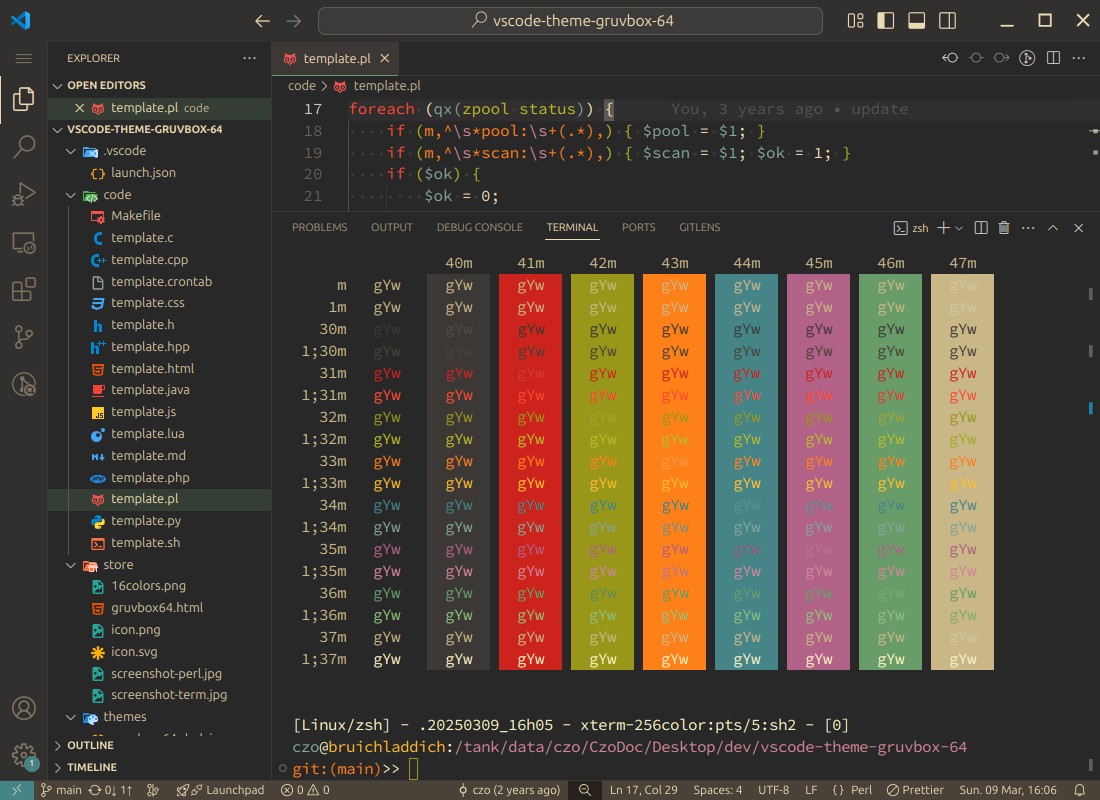 vscode-theme-gruvbox-64
EXPLORER
OPEN EDITORS
template.pl code
VSCODE-THEME-GRUVBOX-64
.vscode
launch.json
code
Makefile
template.c
template.cpp
template.crontab
template.css
template.h
template.hpp
template.html
template.java
template.js
template.lua
template.md
template.php
template.pl
template.py
template.sh
store
16colors.png
gruvbox64.html
icon.png
icon.svg
screenshot-perl.jpg
screenshot-term.jpg
themes
OUTLINE
TIMELINE
template.pl
code > template.pl
17 foreach (qx(zpool status)) { You, 3 years ago • update
18 if (m,^\s*pool:\s+(.*),) { $pool = $1; }
19 if (m,^\s*scan:\s+(.*),) { $scan = $1; $ok = 1; }
20 if ($ok) {
21 $ok = 0;
PROBLEMS OUTPUT DEBUG CONSOLE TERMINAL PORTS GITLENS zsh
40m 41m 42m 43m 44m 45m 46m 47m
m gYw gYw gYw gYw gYw gYw gYw gYw gYw
1m gYw gYw gYw gYw gYw gYw gYw gYw gYw
30m gYw gYw gYw gYw gYw gYw gYw gYw gYw
1;30m gYw gYw gYw gYw gYw gYw gYw gYw gYw
31m gYw gYw gYw gYw gYw gYw gYw gYw gYw
1;31m gYw gYw gYw gYw gYw gYw gYw gYw gYw
32m gYw gYw gYw gYw gYw gYw gYw gYw gYw
1;32m gYw gYw gYw gYw gYw gYw gYw gYw gYw
33m gYw gYw gYw gYw gYw gYw gYw gYw gYw
1;33m gYw gYw gYw gYw gYw gYw gYw gYw gYw
34m gYw gYw gYw gYw gYw gYw gYw gYw gYw
1;34m gYw gYw gYw gYw gYw gYw gYw gYw gYw
35m gYw gYw gYw gYw gYw gYw gYw gYw gYw
1;35m gYw gYw gYw gYw gYw gYw gYw gYw gYw
36m gYw gYw gYw gYw gYw gYw gYw gYw gYw
1;36m gYw gYw gYw gYw gYw gYw gYw gYw gYw
37m gYw gYw gYw gYw gYw gYw gYw gYw gYw
1;37m gYw gYw gYw gYw gYw gYw gYw gYw gYw
[Linux/zsh] - .20250309_16h05 - xterm-256color:pts/5:sh2 - [0]
czo@bruichladdich:/tank/data/czo/CzoDoc/Desktop/dev/vscode-theme-gruvbox-64
git:(main)>>
1
main 0↓ 1↑ Launchpad 0 0 czo (2 years ago) Ln 17, Col 29 Spaces: 4 UTF-8 LF { } Perl Prettier Sun. 09 Mar, 16:06